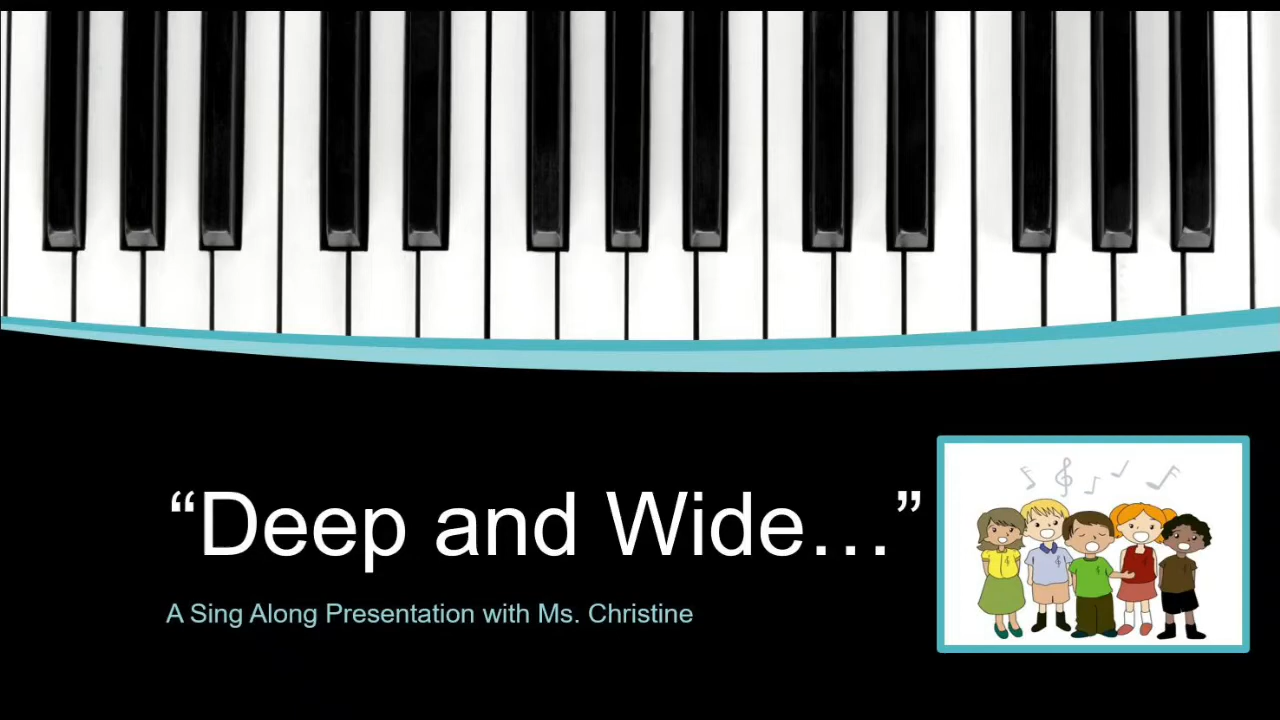 “Deep and Wide…”
A Sing Along Presentation with Ms. Christine